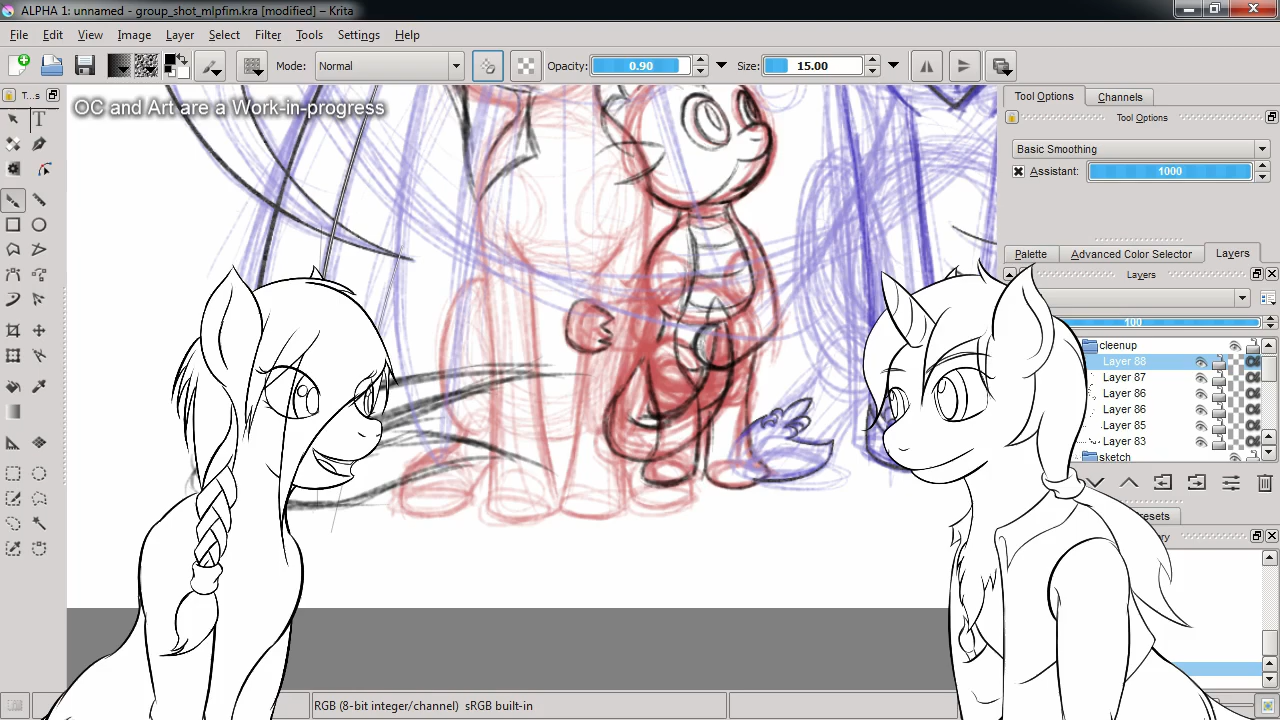 ALPHA 1: unnamed - group_shot_mlpfim.kra [modified] – Krita
File Edit View Image Layer Select Filter Tools Settings Help
Mode: Normal Opacity: 0.90 Size: 15.00
T...s
OC and Art are a Work-in-progress
Tool Options Channels
Tool Options
Basic Smoothing
Assistant: 1000
Palette Advanced Color Selector Layers
Layers
100
cleenup
Layer 88
Layer 87
Layer 86
Layer 86
Layer 85
Layer 83
sketch
RGB (8-bit integer/channel) sRGB built-in